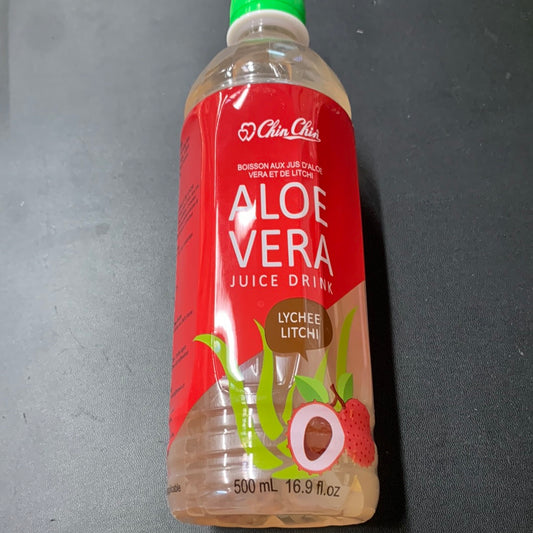 Chin Chin
BOISSON AUX JUS D'ALOE
VERA ET DE LITCHI
ALOE
VERA
JUICE DRINK
LYCHEE
LITCHI
500 mL 16.9 fl.oz